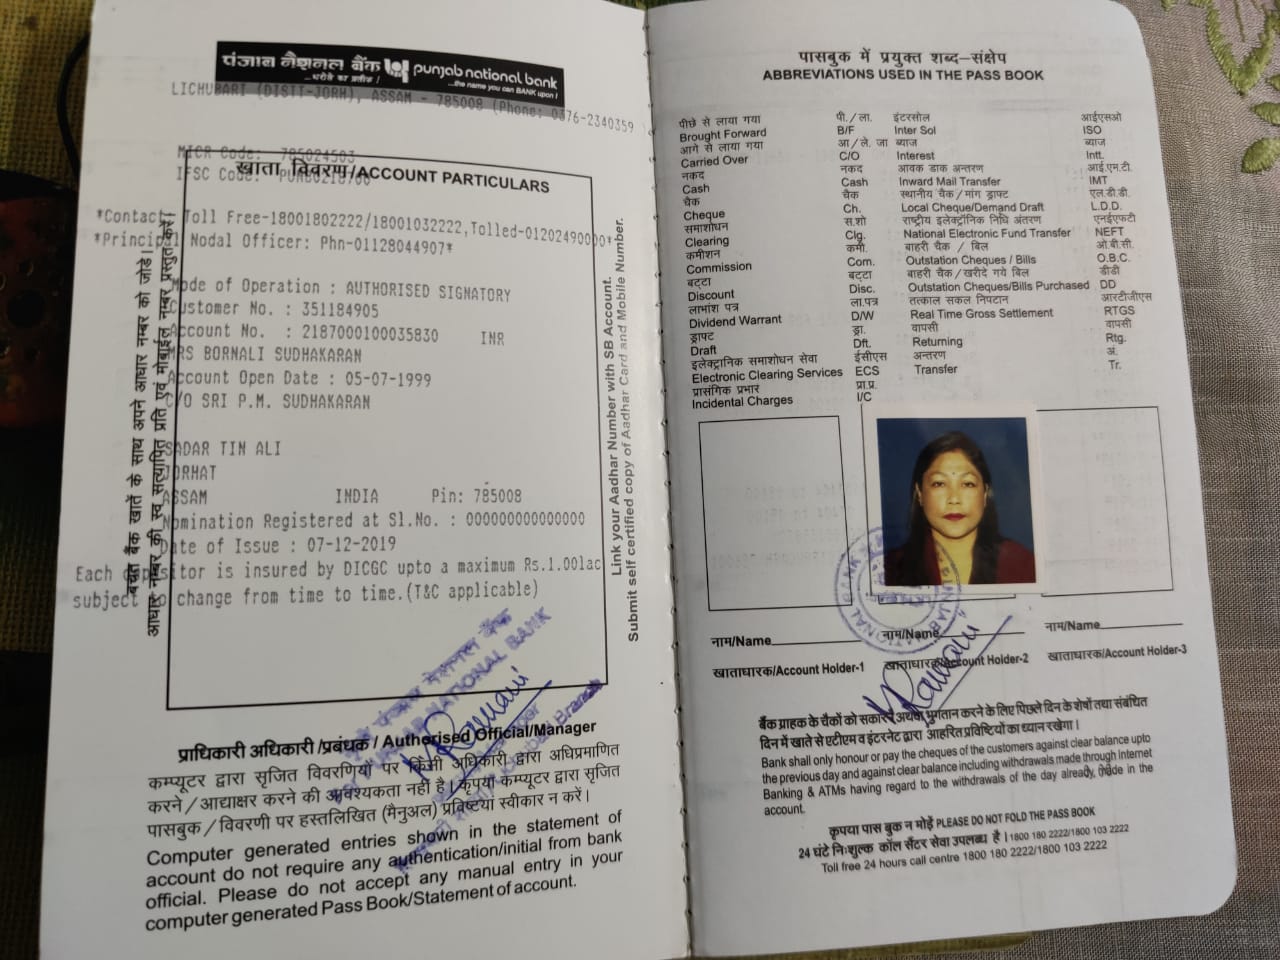 पंजाब नैशनल बैंक punjab national bank
...भरोसे का प्रतीक! ...the name you can BANK upon!
LICHUBARI (DISTT-JORH), ASSAM - 785008 (Phone: 0376-2340359
MICR Code: 785024503
खाता विवरण/ACCOUNT PARTICULARS
IFSC Code:
*Contact Toll Free-18001802222/18001032222,Tolled-01202490000*
*Principal Nodal Officer: Phn-01128044907*
Mode of Operation : AUTHORISED SIGNATORY
Customer No. : 351184905
Account No. : 2187000100035830 INR
MRS BORNALI SUDHAKARAN
Account Open Date : 05-07-1999
C/O SRI P.M. SUDHAKARAN
SADAR TIN ALI
JORHAT
ASSAM INDIA Pin: 785008
Nomination Registered at Sl.No. : 000000000000000
Date of Issue : 07-12-2019
Each depositor is insured by DICGC upto a maximum Rs.1.00lac
subject to change from time to time.(T&C applicable)
बचत बैंक खातें के साथ अपने आधार नम्बर को जोडें।
आधार नम्बर की स्व सत्यापित प्रति एवं मोबाईल नम्बर प्रस्तुत करें।
Link your Aadhar Number with SB Account.
Submit self certified copy of Aadhar Card and Mobile Number.
पंजाब नैशनल बैंक
PUNJAB NATIONAL BANK
प्राधिकारी अधिकारी/प्रबंधक / Authorised Official/Manager
कम्प्यूटर द्वारा सृजित विवरणियों पर किसी अधिकारी द्वारा अधिप्रमाणित
करने/आद्याक्षर करने की आवश्यकता नही है। कृपया कम्प्यूटर द्वारा सृजित
पासबुक/विवरणी पर हस्तलिखित (मैनुअल) प्रविष्टियां स्वीकार न करें।
Computer generated entries shown in the statement of
account do not require any authentication/initial from bank
official. Please do not accept any manual entry in your
computer generated Pass Book/Statement of account.
पासबुक में प्रयुक्त शब्द-संक्षेप
ABBREVIATIONS USED IN THE PASS BOOK
पीछे से लाया गया पी./ला. इंटरसोल आईएसओ
Brought Forward B/F Inter Sol ISO
आगे से लाया गया आ/ले. जा ब्याज ब्याज
Carried Over C/O Interest Intt.
नकद नकद आवक डाक अन्तरण आई.एम.टी.
Cash Cash Inward Mail Transfer IMT
चैक चैक स्थानीय चैक/मांग ड्राफ्ट एल.डी.डी.
Cheque Ch. Local Cheque/Demand Draft L.D.D.
समाशोधन स.शो राष्ट्रीय इलेक्ट्रॉनिक निधि अंतरण एनईएफटी
Clearing Clg. National Electronic Fund Transfer NEFT
कमीशन कमी. बाहरी चैक / बिल ओ.बी.सी.
Commission Com. Outstation Cheques / Bills O.B.C.
बट्टा बट्टा बाहरी चैक/खरीदे गये बिल डीडी
Discount Disc. Outstation Cheques/Bills Purchased DD
लाभांश पत्र ला.पत्र तत्काल सकल निपटान आरटीजीएस
Dividend Warrant D/W Real Time Gross Settlement RTGS
ड्राफ्ट ड्रा. वापसी वापसी
Draft Dft. Returning Rtg.
इलेक्ट्रानिक समाशोधन सेवा ईसीएस अन्तरण अं.
Electronic Clearing Services ECS Transfer Tr.
प्रासंगिक प्रभार प्रा.प्र.
Incidental Charges I/C
नाम/Name नाम/Name नाम/Name
खाताधारक/Account Holder-1 खाताधारक/Account Holder-2 खाताधारक/Account Holder-3
बैंक ग्राहक के चैकों को सकारने अथवा भुगतान करने के लिए पिछले दिन के शेषों तथा संबंधित
दिन में खाते से एटीएम व इंटरनेट द्वारा आहरित प्रविष्टियों का ध्यान रखेगा।
Bank shall only honour or pay the cheques of the customers against clear balance upto
the previous day and against clear balance including withdrawals made through Internet
Banking & ATMs having regard to the withdrawals of the day already made in the
account.
कृपया पास बुक न मोड़ें PLEASE DO NOT FOLD THE PASS BOOK
24 घंटे निःशुल्क कॉल सैंटर सेवा उपलब्ध है। 1800 180 2222/1800 103 2222
Toll free 24 hours call centre 1800 180 2222/1800 103 2222